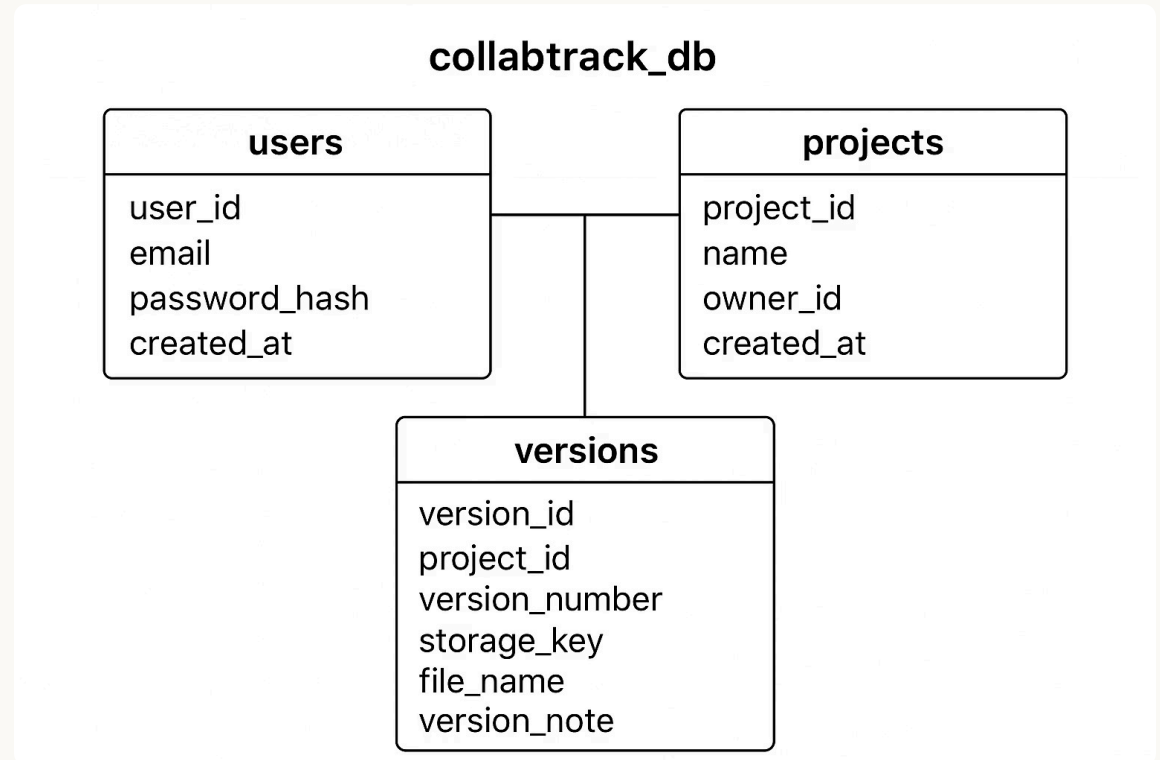 collabtrack_db
users
user_id
email
password_hash
created_at
projects
project_id
name
owner_id
created_at
versions
version_id
project_id
version_number
storage_key
file_name
version_note